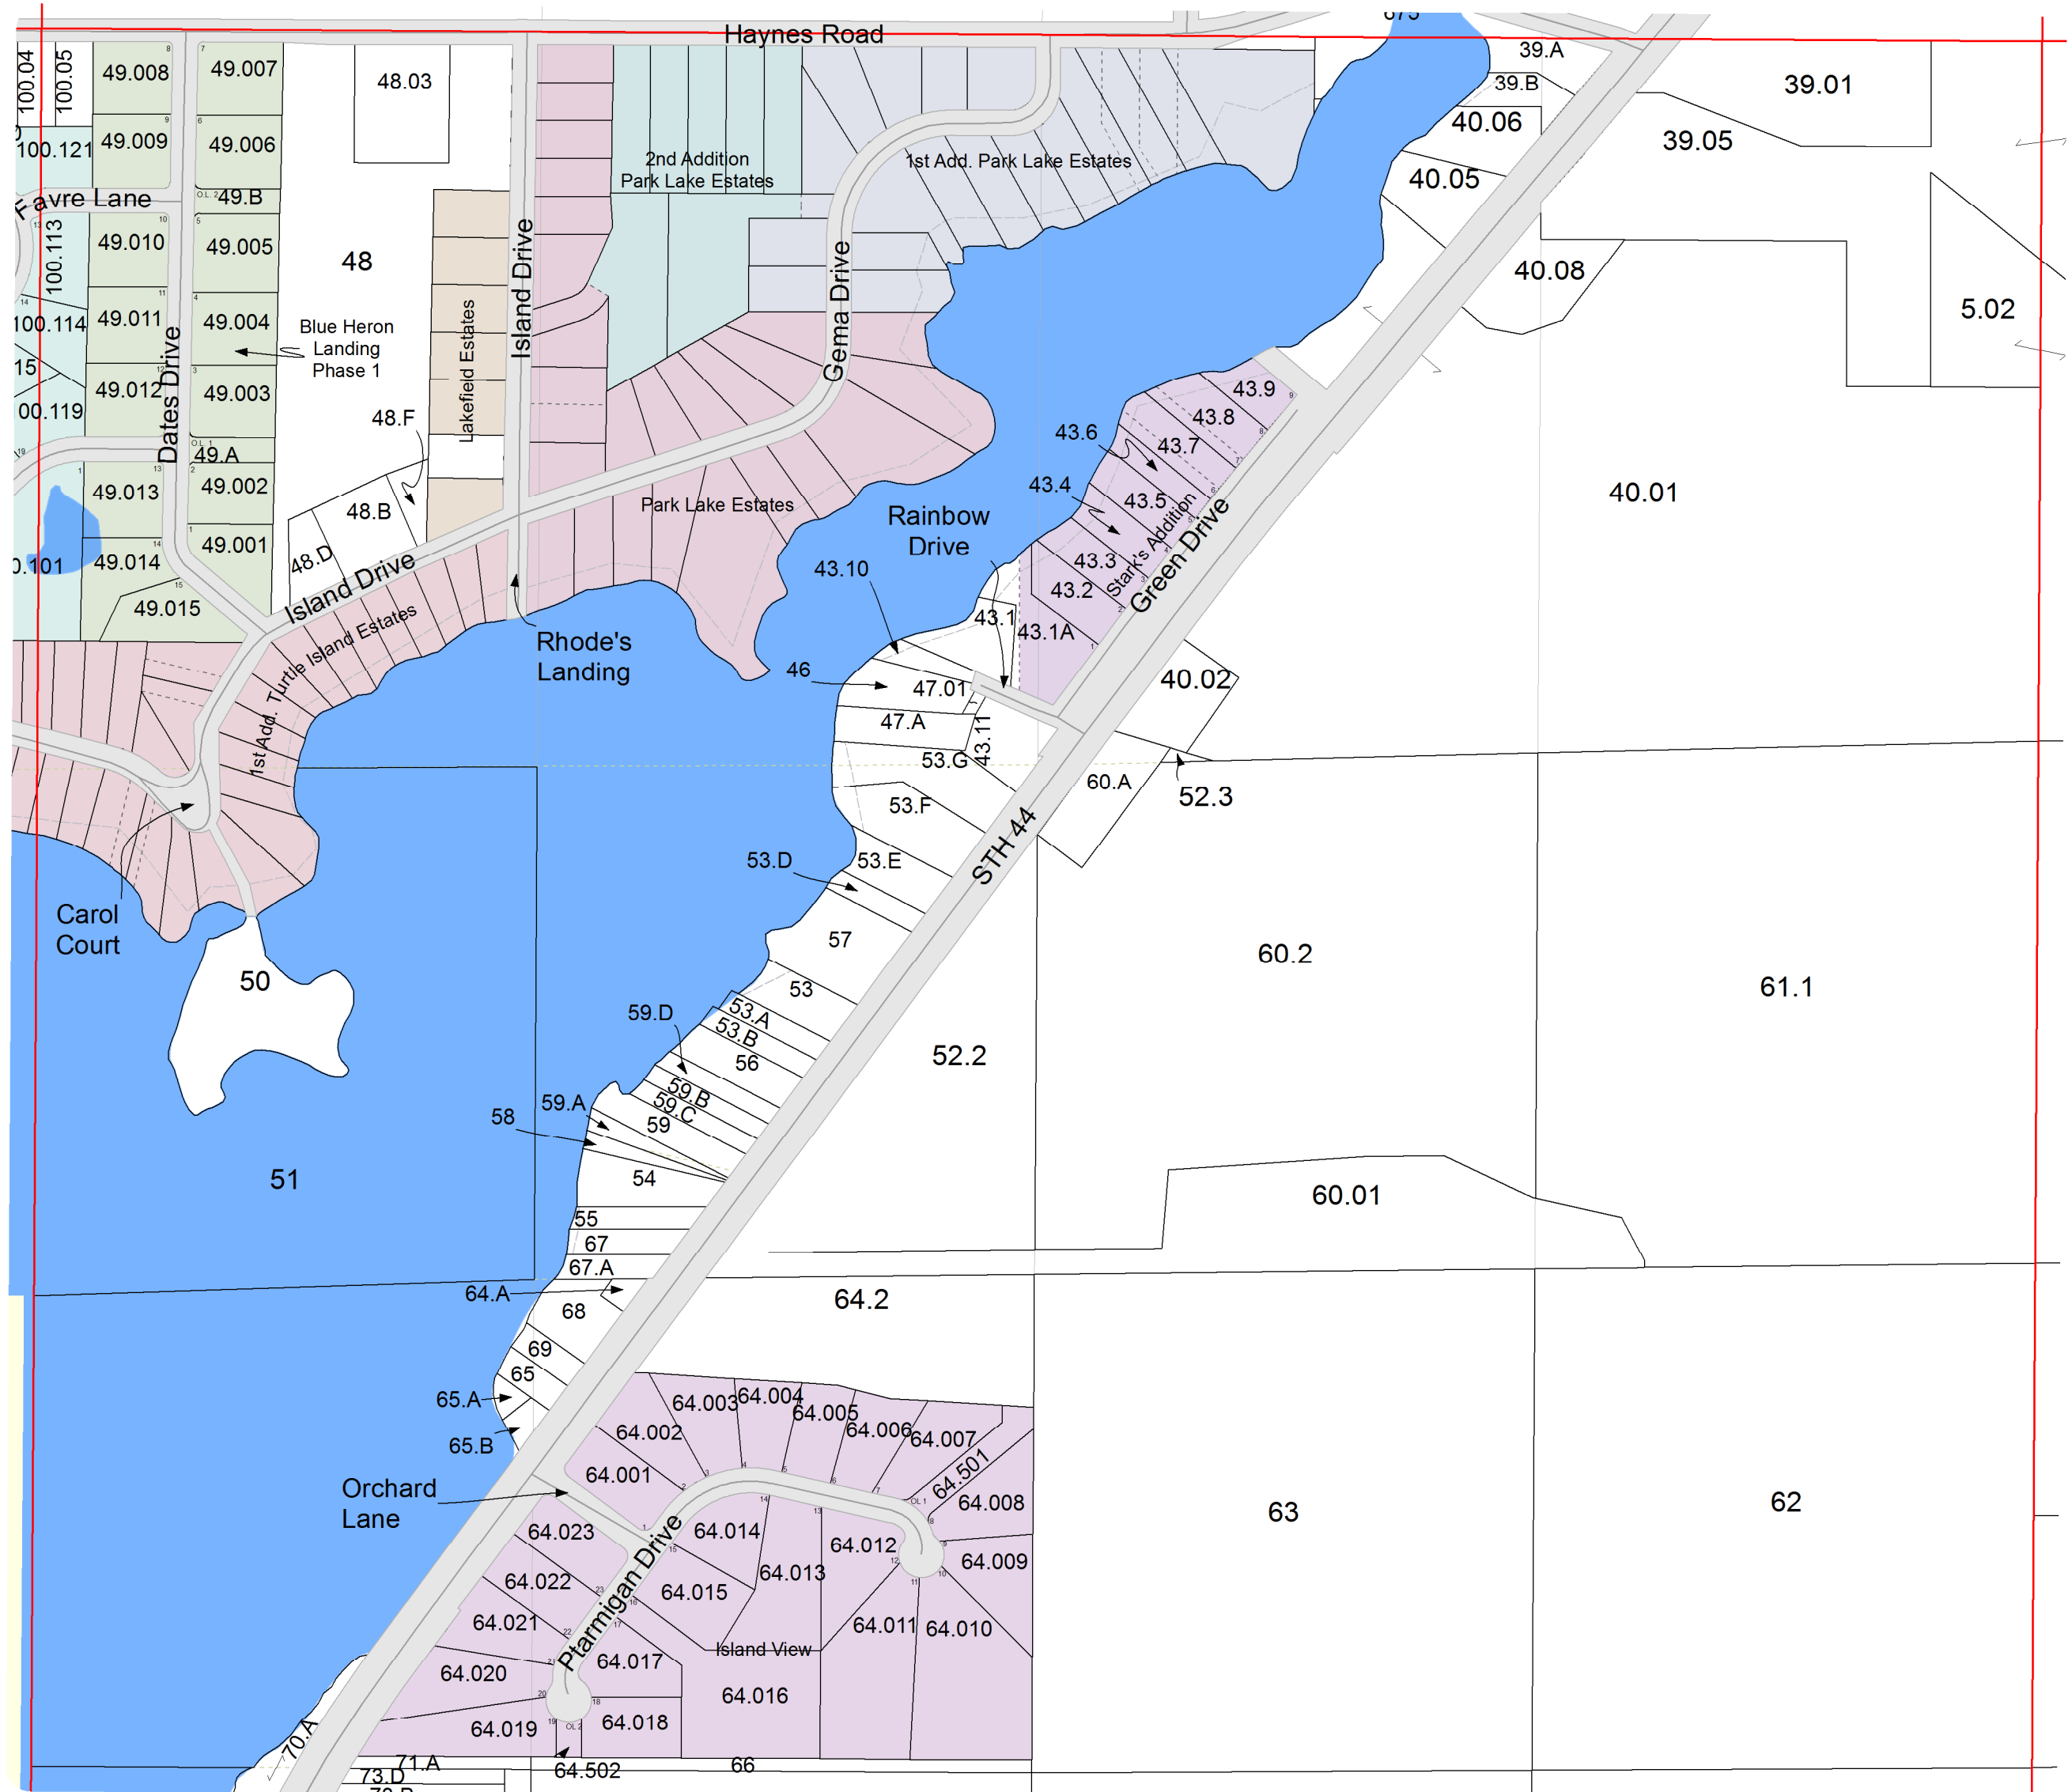 Haynes Road
675
39.A
39.B
39.01
39.05
40.06
40.05
40.08
5.02
100.04
100.05
49.008
49.007
48.03
100.121
49.009
49.006
Favre Lane
O.L. 2
49.B
100.113
49.010
49.005
48
2nd Addition
Park Lake Estates
1st Add. Park Lake Estates
Island Drive
Gema Drive
Lakefield Estates
100.114
49.011
49.004
Blue Heron
Landing
Phase 1
Dates Drive
15
49.012
49.003
00.119
48.F
O.L. 1
49.A
49.013
49.002
48.B
49.001
0.101
49.014
48.D
49.015
Island Drive
1st Add. Turtle Island Estates
Park Lake Estates
Rhode's
Landing
Rainbow
Drive
43.9
43.8
43.7
43.6
43.5
43.4
43.3
43.2
43.1
43.1A
Stark's Addition
Green Drive
43.10
46
47.01
47.A
43.11
53.G
40.01
40.02
52.3
60.A
53.F
STH 44
53.E
53.D
57
53
53.A
53.B
56
59.D
59.B
59.C
59
59.A
58
54
55
67
67.A
Carol
Court
50
51
52.2
60.2
61.1
60.01
64.A
68
64.2
69
65
65.A
65.B
Orchard
Lane
64.003
64.004
64.005
64.006
64.007
64.002
64.001
64.501
OL 1
64.008
64.023
64.014
64.012
64.009
64.013
64.022
64.015
Ptarmigan Drive
64.021
64.011
64.010
Island View
64.017
64.020
64.016
64.019
64.018
OL 2
63
62
70.A
71.A
64.502
66
73.D